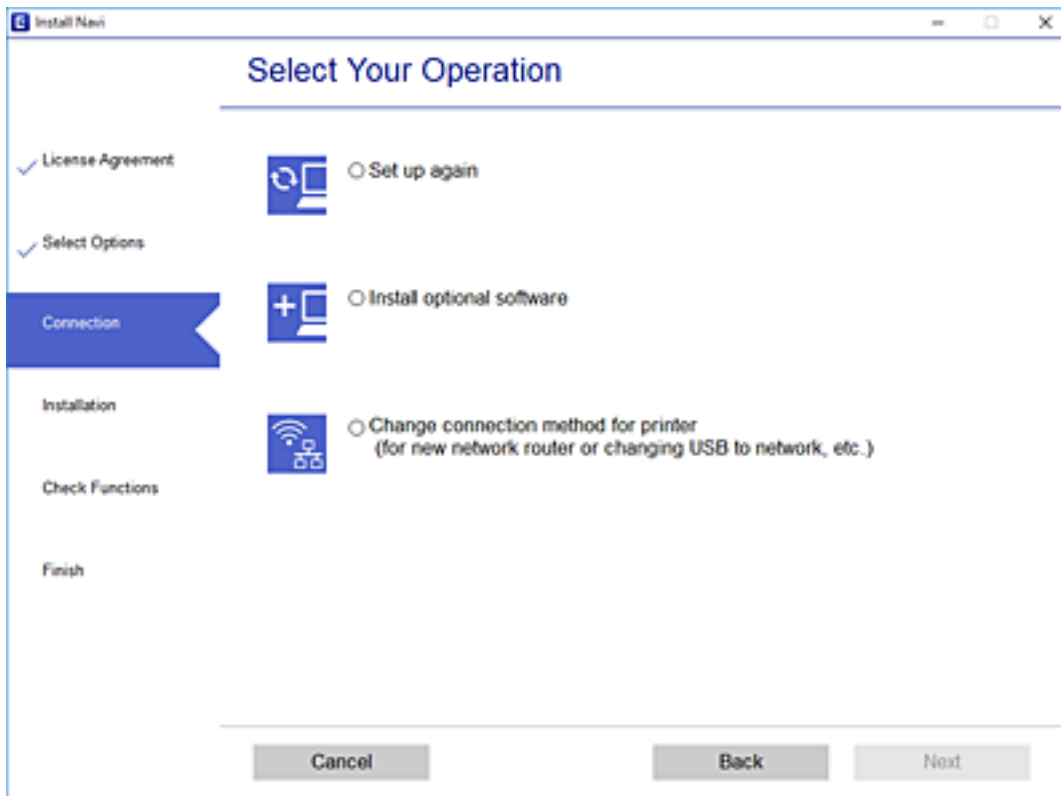 Install Navi
Select Your Operation
License Agreement
Select Options
Connection
Installation
Check Functions
Finish
Set up again
Install optional software
Change connection method for printer
(for new network router or changing USB to network, etc.)
Cancel
Back
Next